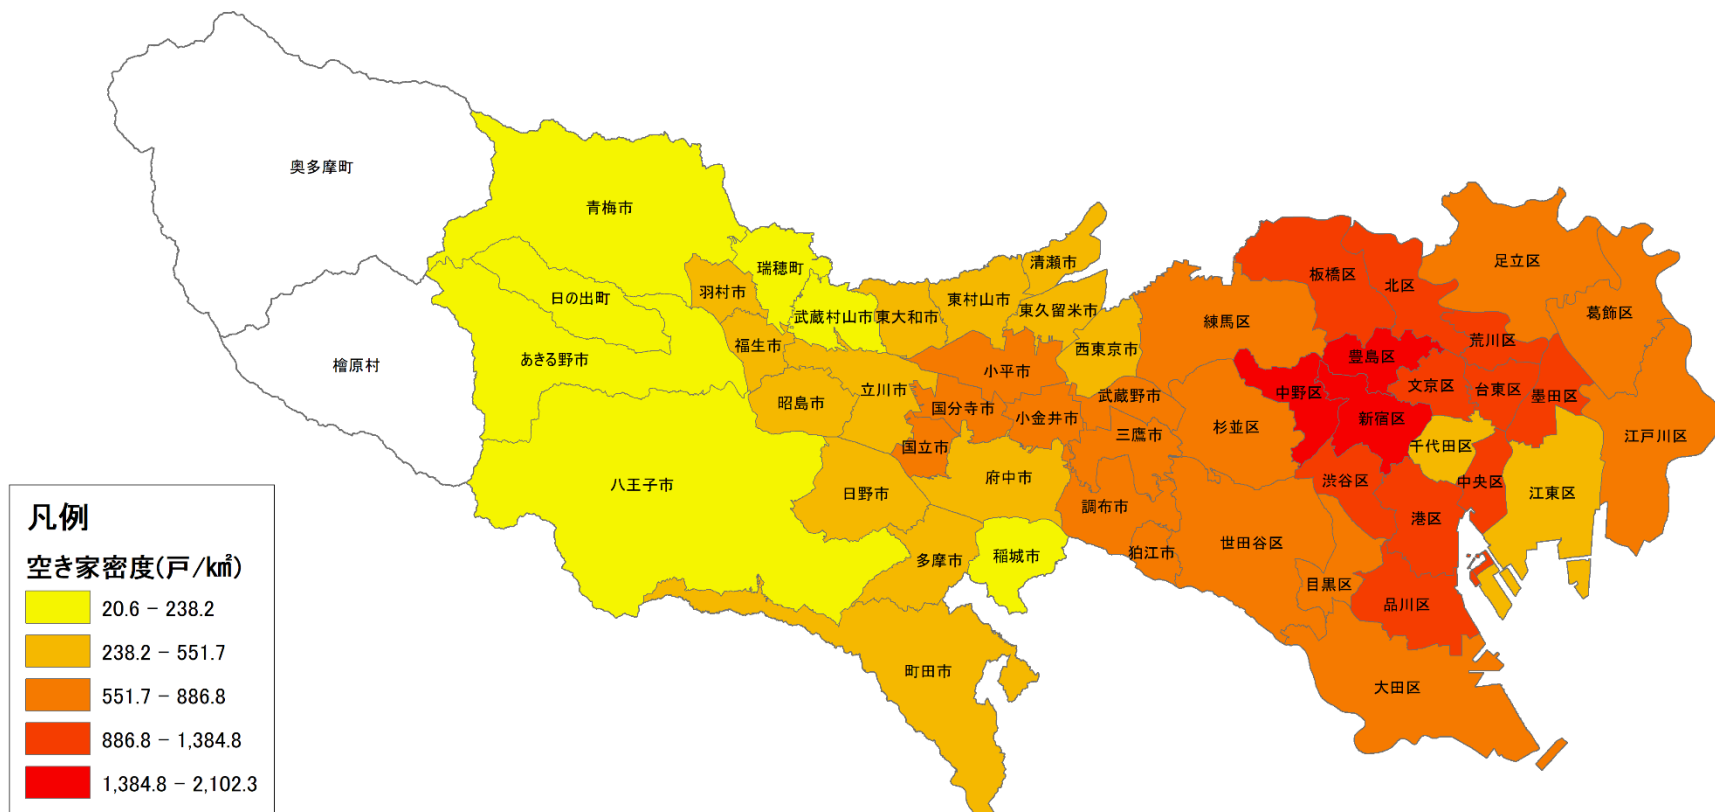 奥多摩町
青梅市
瑞穂町
清瀬市
羽村市
日の出町
東村山市
東久留米市
武蔵村山市
東大和市
福生市
西東京市
あきる野市
檜原村
小平市
立川市
昭島市
国分寺市
小金井市
武蔵野市
三鷹市
国立市
八王子市
日野市
府中市
調布市
狛江市
多摩市
稲城市
町田市
足立区
板橋区
北区
葛飾区
練馬区
荒川区
豊島区
中野区
文京区
台東区
墨田区
新宿区
杉並区
千代田区
江戸川区
渋谷区
中央区
江東区
港区
世田谷区
目黒区
品川区
大田区
凡例
空き家密度(戸/k㎡)
20.6 - 238.2
238.2 - 551.7
551.7 - 886.8
886.8 - 1,384.8
1,384.8 - 2,102.3